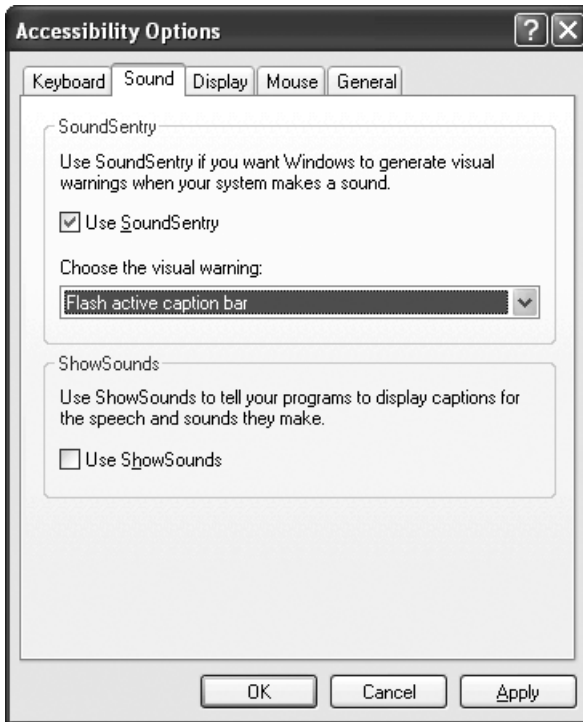 Accessibility Options
Keyboard Sound Display Mouse General
SoundSentry
Use SoundSentry if you want Windows to generate visual
warnings when your system makes a sound.
Use SoundSentry
Choose the visual warning:
Flash active caption bar
ShowSounds
Use ShowSounds to tell your programs to display captions for
the speech and sounds they make.
Use ShowSounds
OK Cancel Apply